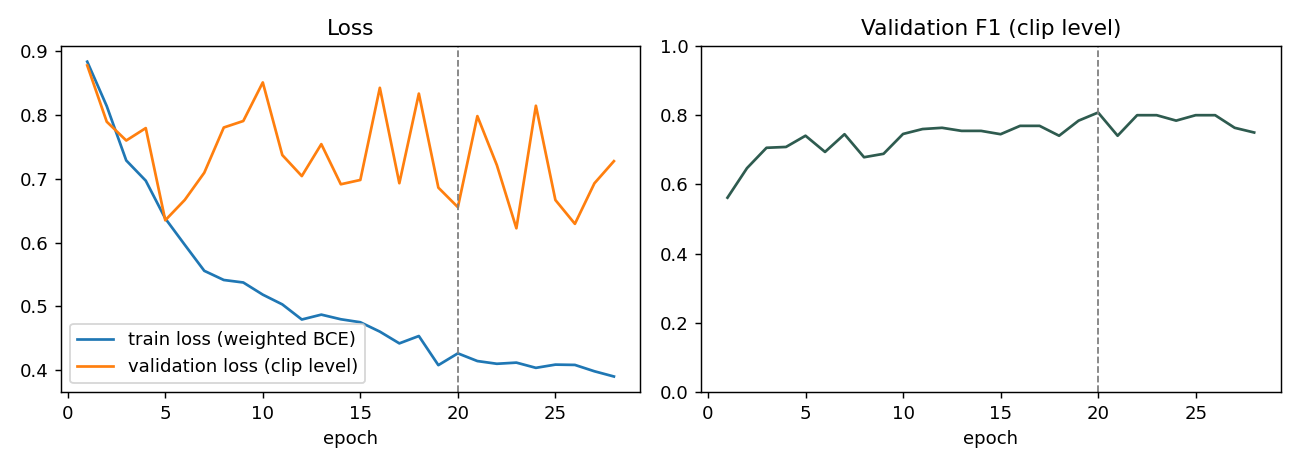 Loss
0.9
0.8
0.7
0.6
0.5
0.4
train loss (weighted BCE)
validation loss (clip level)
0 5 10 15 20 25
epoch
Validation F1 (clip level)
1.0
0.8
0.6
0.4
0.2
0.0
0 5 10 15 20 25
epoch